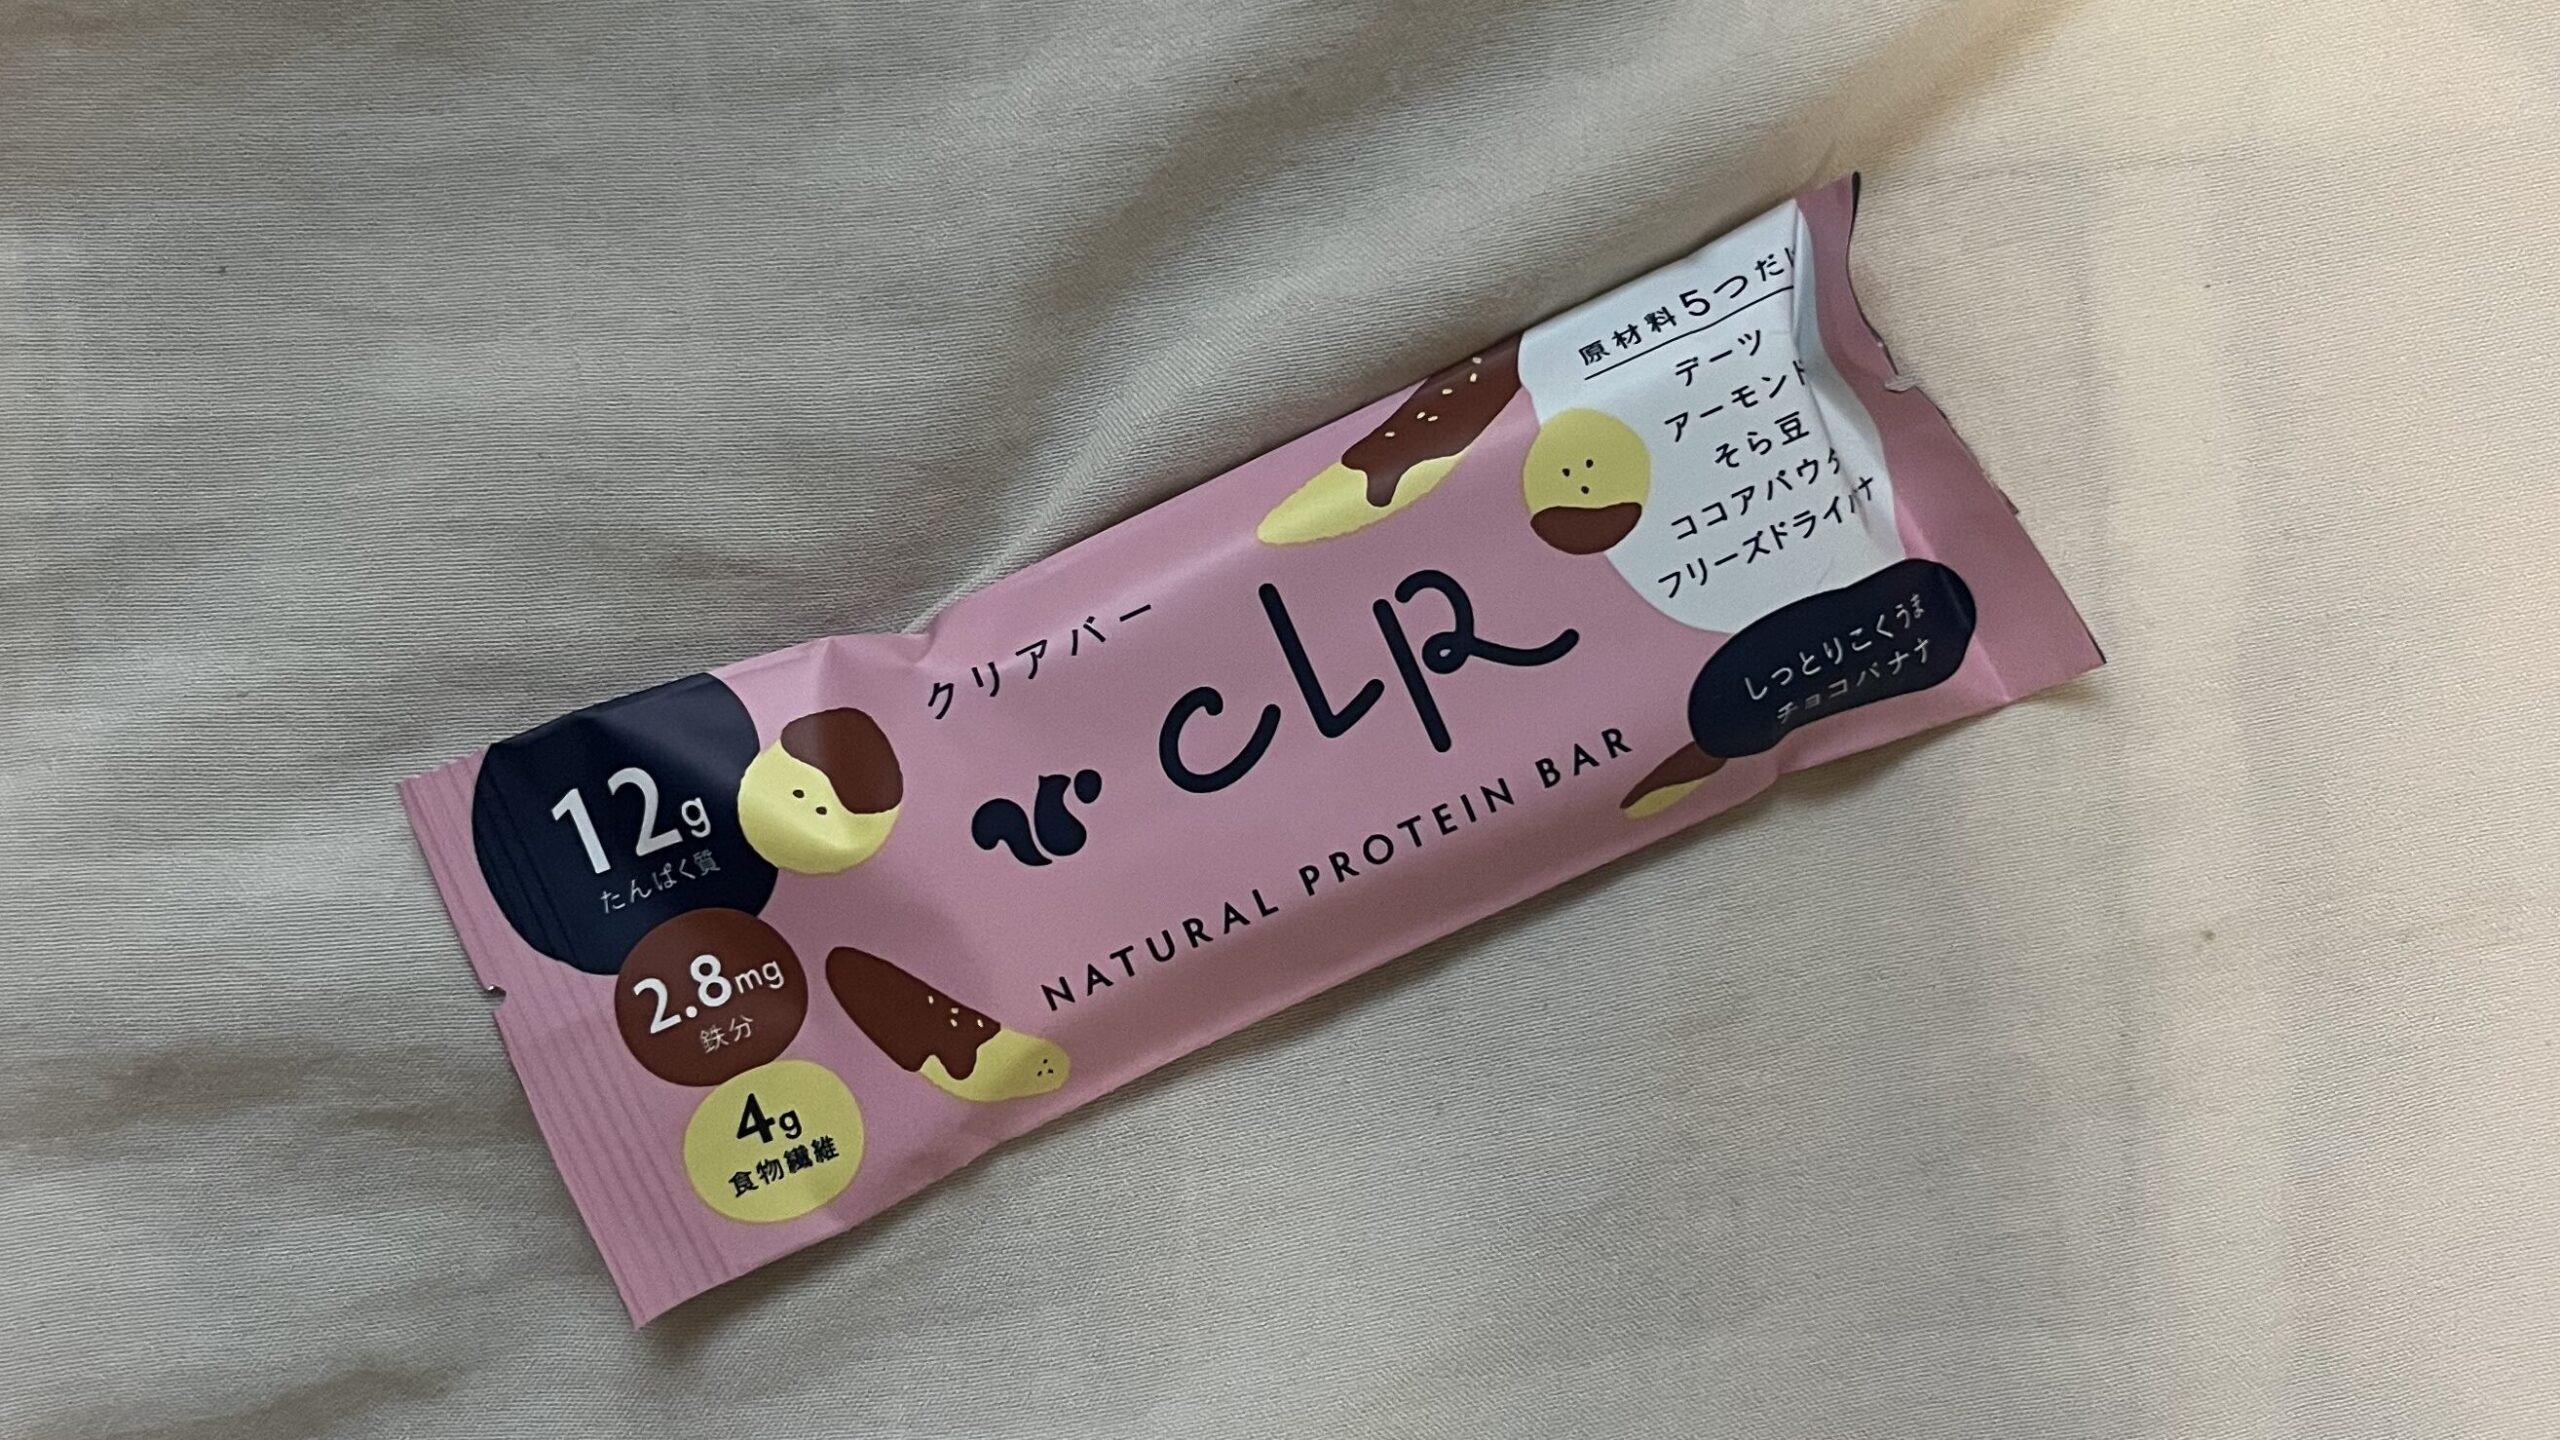 12g
たんぱく質
2.8mg
鉄分
4g
食物繊維
クリアバー
CLR
NATURAL PROTEIN BAR
原材料5つだけ
デーツ
アーモンド
そら豆
ココアパウダ
フリーズドライバナナ
しっとりこくうま
チョコバナナ